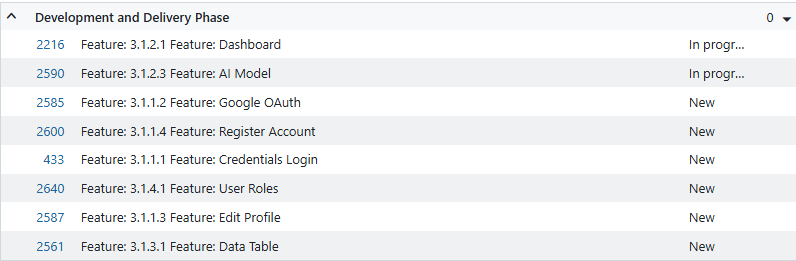 Development and Delivery Phase 0
2216 Feature: 3.1.2.1 Feature: Dashboard In progr...
2590 Feature: 3.1.2.3 Feature: AI Model In progr...
2585 Feature: 3.1.1.2 Feature: Google OAuth New
2600 Feature: 3.1.1.4 Feature: Register Account New
433 Feature: 3.1.1.1 Feature: Credentials Login New
2640 Feature: 3.1.4.1 Feature: User Roles New
2587 Feature: 3.1.1.3 Feature: Edit Profile New
2561 Feature: 3.1.3.1 Feature: Data Table New